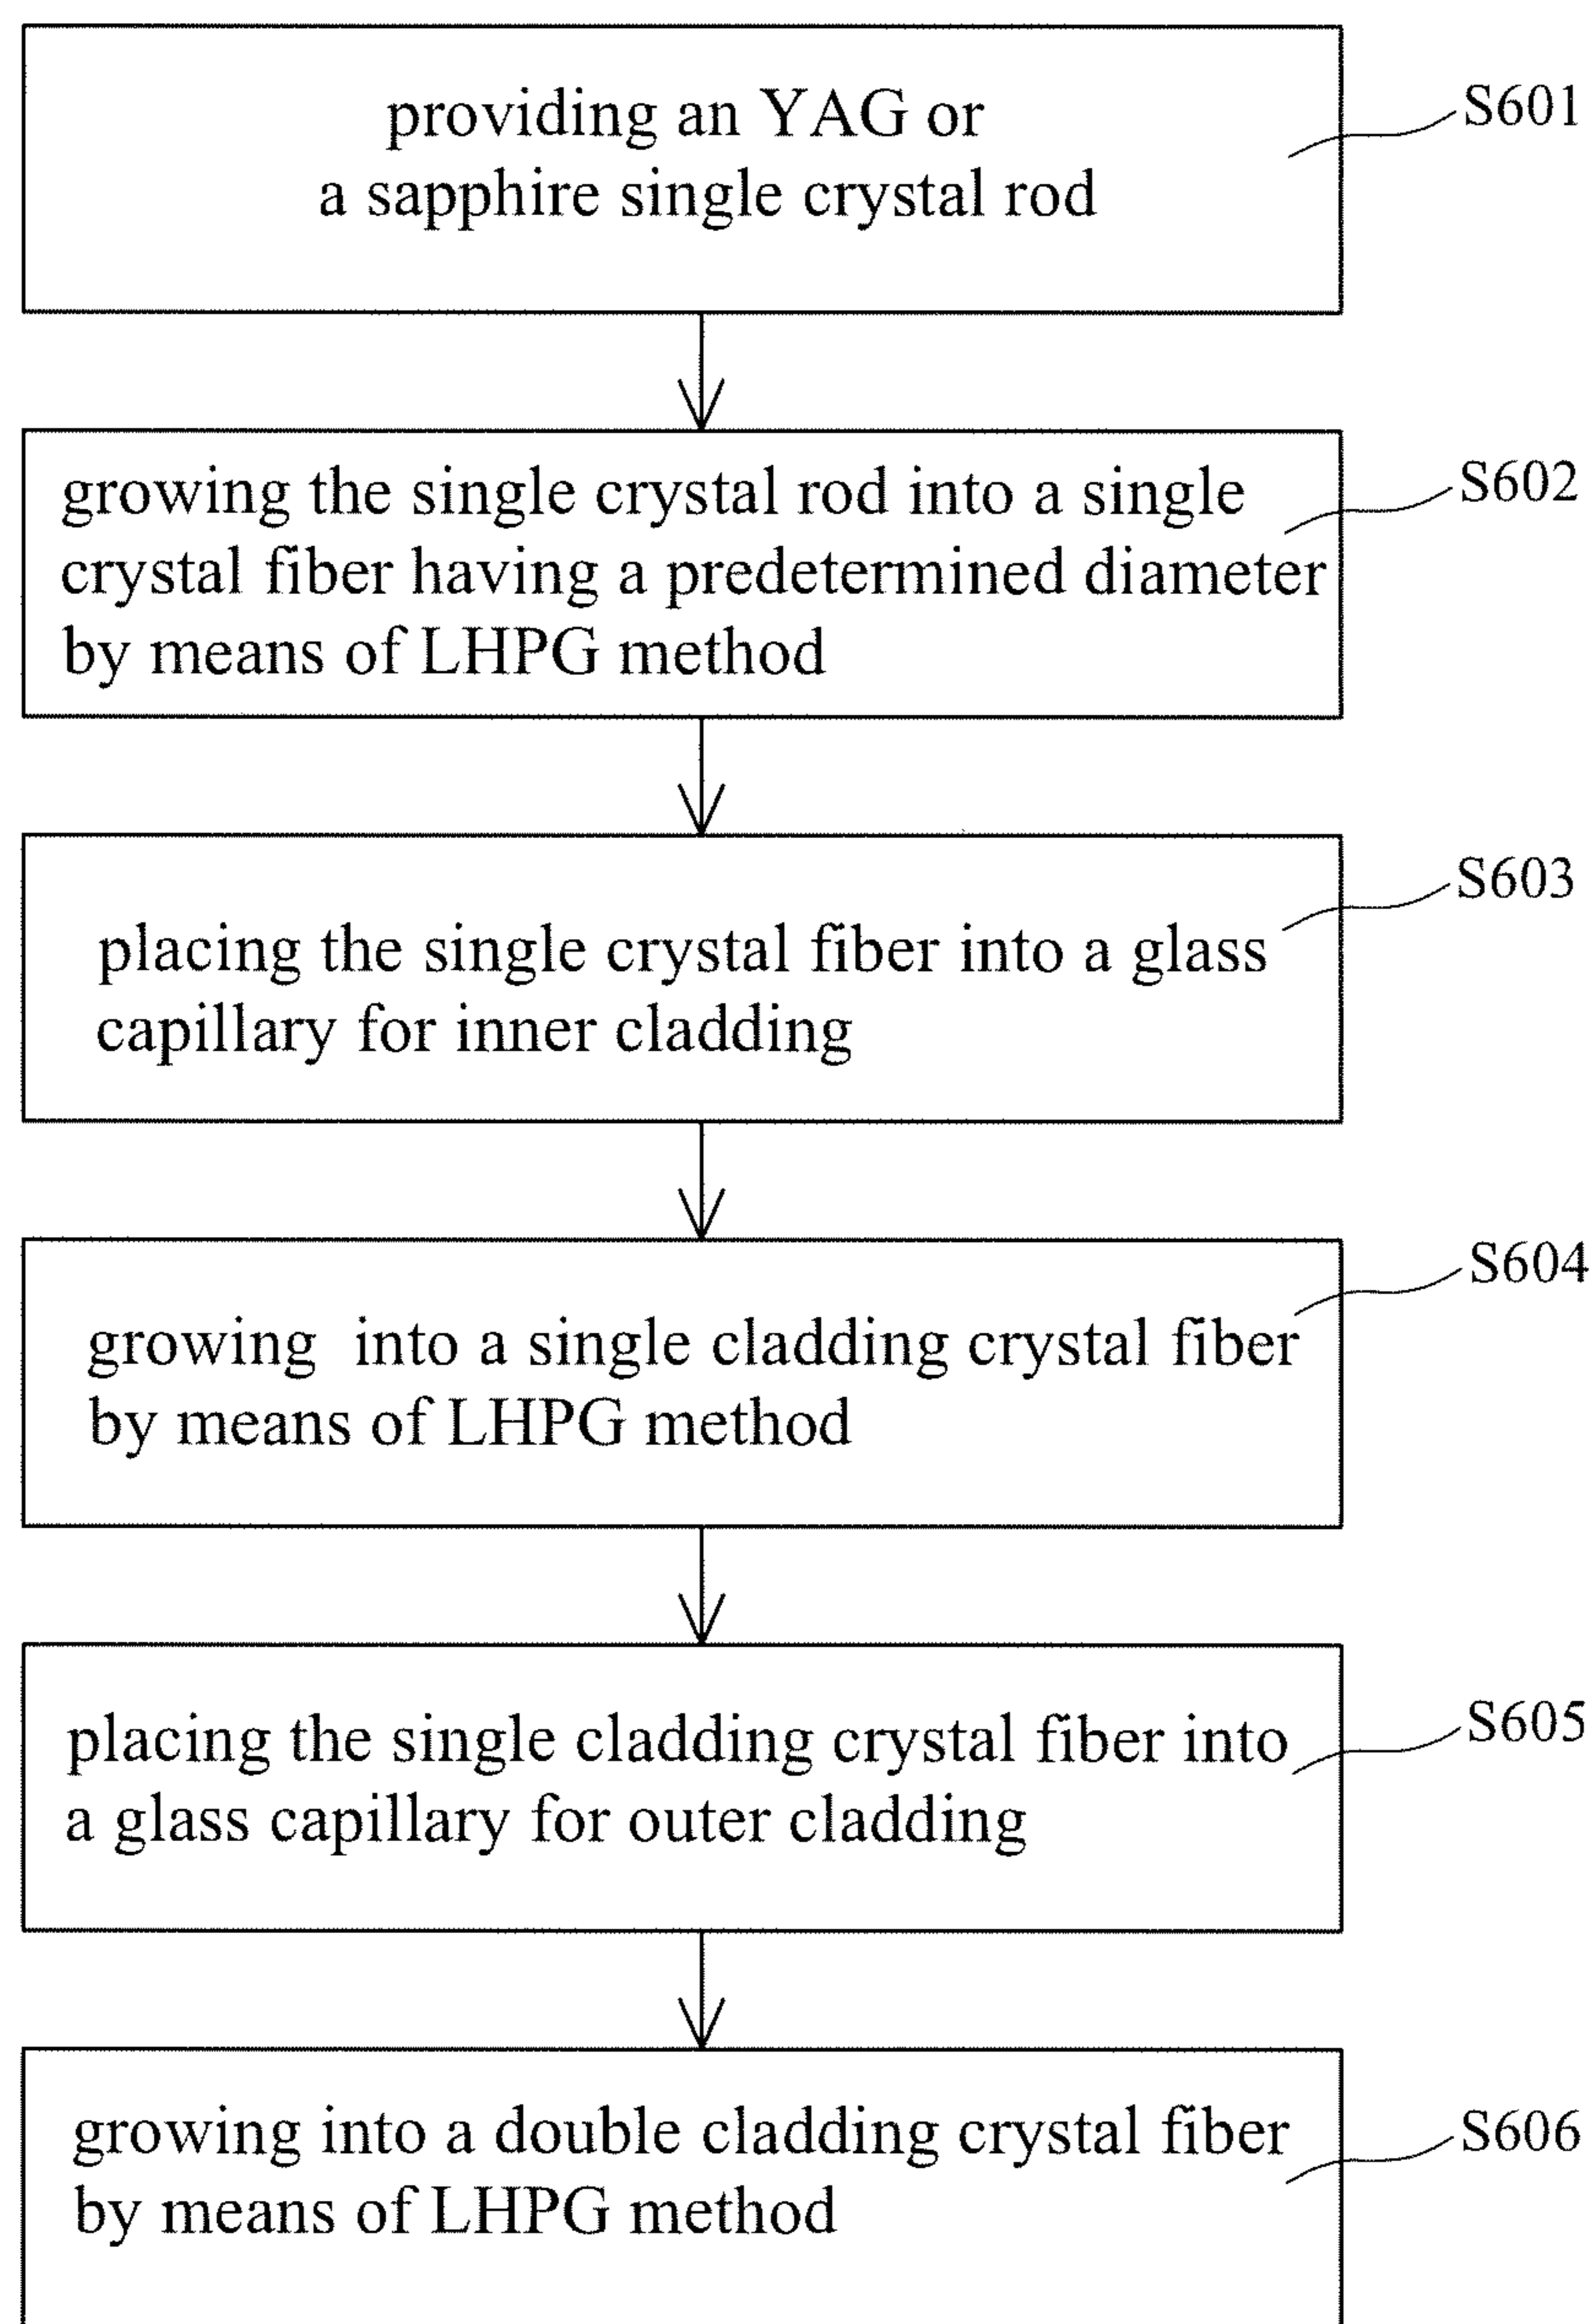 providing an YAG or
a sapphire single crystal rod
S601
growing the single crystal rod into a single
crystal fiber having a predetermined diameter
by means of LHPG method
S602
placing the single crystal fiber into a glass
capillary for inner cladding
S603
growing into a single cladding crystal fiber
by means of LHPG method
S604
placing the single cladding crystal fiber into
a glass capillary for outer cladding
S605
growing into a double cladding crystal fiber
by means of LHPG method
S606